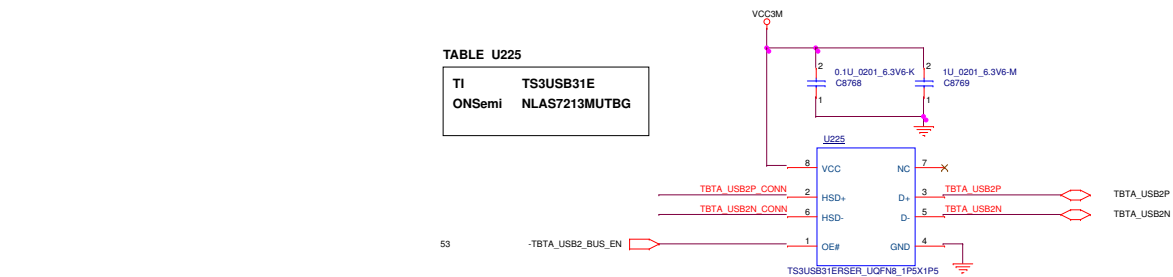 VCC3M
TABLE U225
TI TS3USB31E
ONSemi NLAS7213MUTBG
2 0.1U_0201_6.3V6-K
C8768
1
2 1U_0201_6.3V6-M
C8769
1
U225
8 VCC NC 7
TBTA_USB2P_CONN 2 HSD+ D+ 3 TBTA_USB2P TBTA_USB2P
TBTA_USB2N_CONN 6 HSD- D- 5 TBTA_USB2N TBTA_USB2N
53 -TBTA_USB2_BUS_EN 1 OE# GND 4
TS3USB31ERSER_UQFN8_1P5X1P5